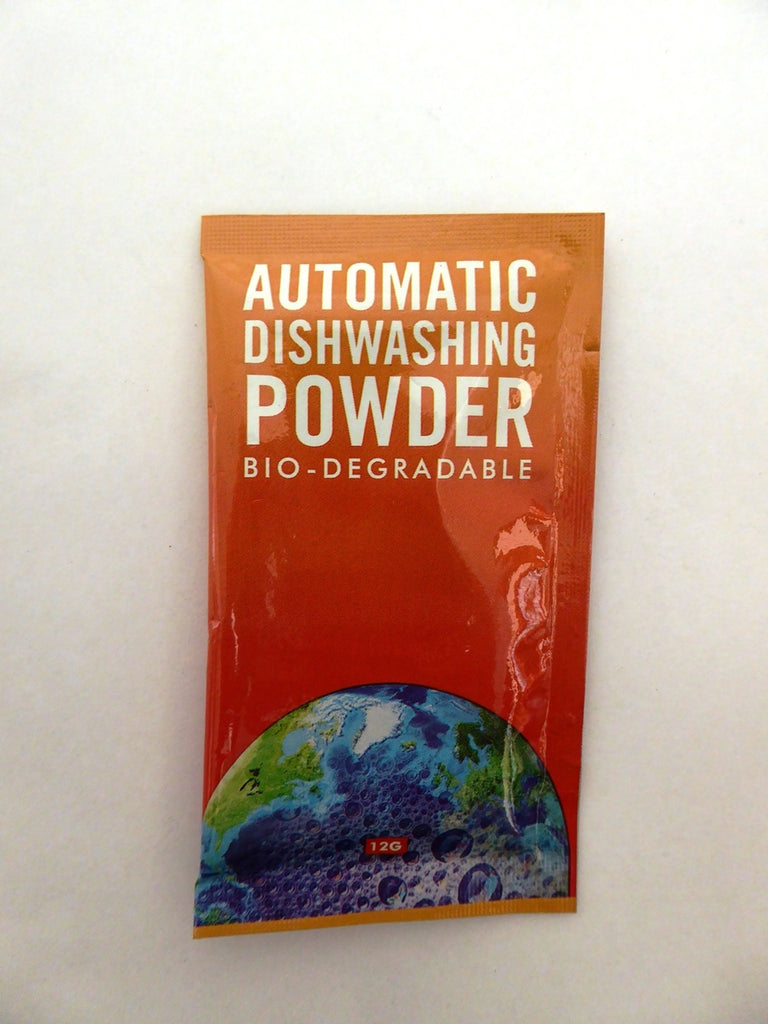 AUTOMATIC
DISHWASHING
POWDER
BIO-DEGRADABLE
12G